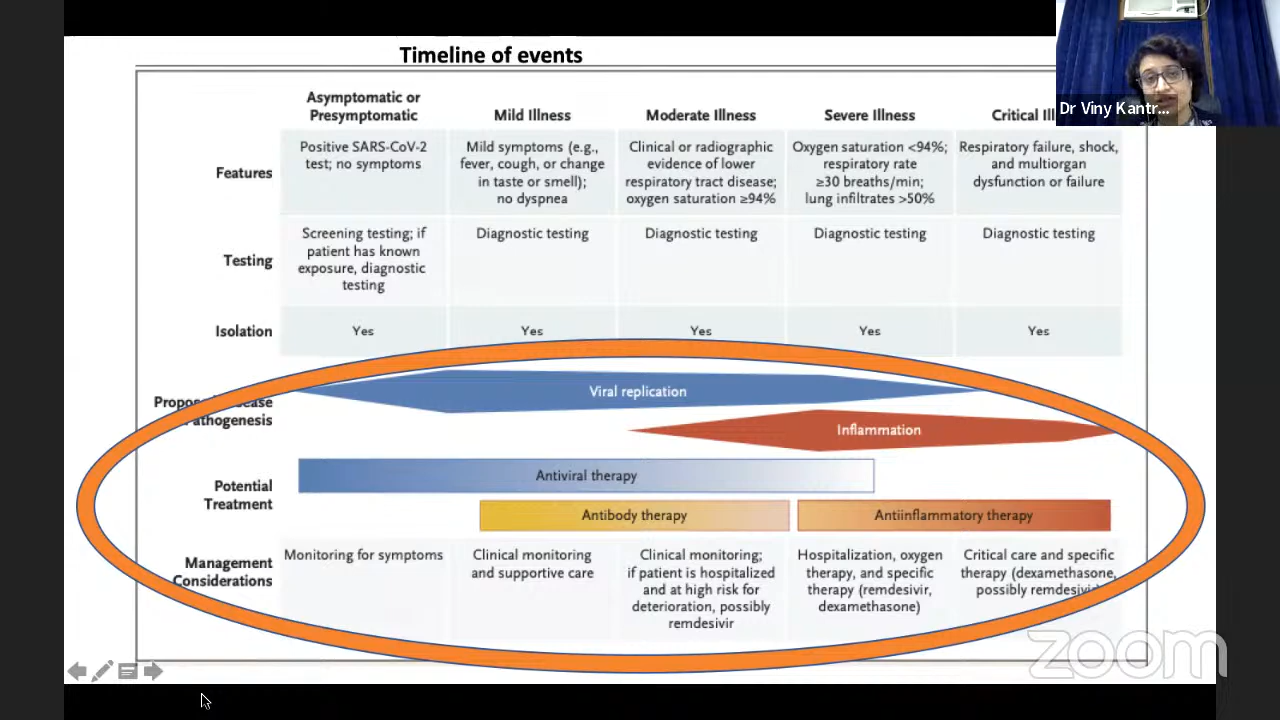 Timeline of events
Dr Viny Kantr...
Asymptomatic or
Presymptomatic
Mild Illness
Moderate Illness
Severe Illness
Critical Ill
Features
Positive SARS-CoV-2
test; no symptoms
Mild symptoms (e.g.,
fever, cough, or change
in taste or smell);
no dyspnea
Clinical or radiographic
evidence of lower
respiratory tract disease;
oxygen saturation ≥94%
Oxygen saturation <94%;
respiratory rate
≥30 breaths/min;
lung infiltrates >50%
Respiratory failure, shock,
and multiorgan
dysfunction or failure
Testing
Screening testing; if
patient has known
exposure, diagnostic
testing
Diagnostic testing
Diagnostic testing
Diagnostic testing
Diagnostic testing
Isolation
Yes
Yes
Yes
Yes
Yes
Viral replication
Inflammation
Potential
Treatment
Antiviral therapy
Antibody therapy
Antiinflammatory therapy
Management
Considerations
Monitoring for symptoms
Clinical monitoring
and supportive care
Clinical monitoring;
if patient is hospitalized
and at high risk for
deterioration, possibly
remdesivir
Hospitalization, oxygen
therapy, and specific
therapy (remdesivir,
dexamethasone)
Critical care and specific
therapy (dexamethasone,
possibly remdesivir)
zoom